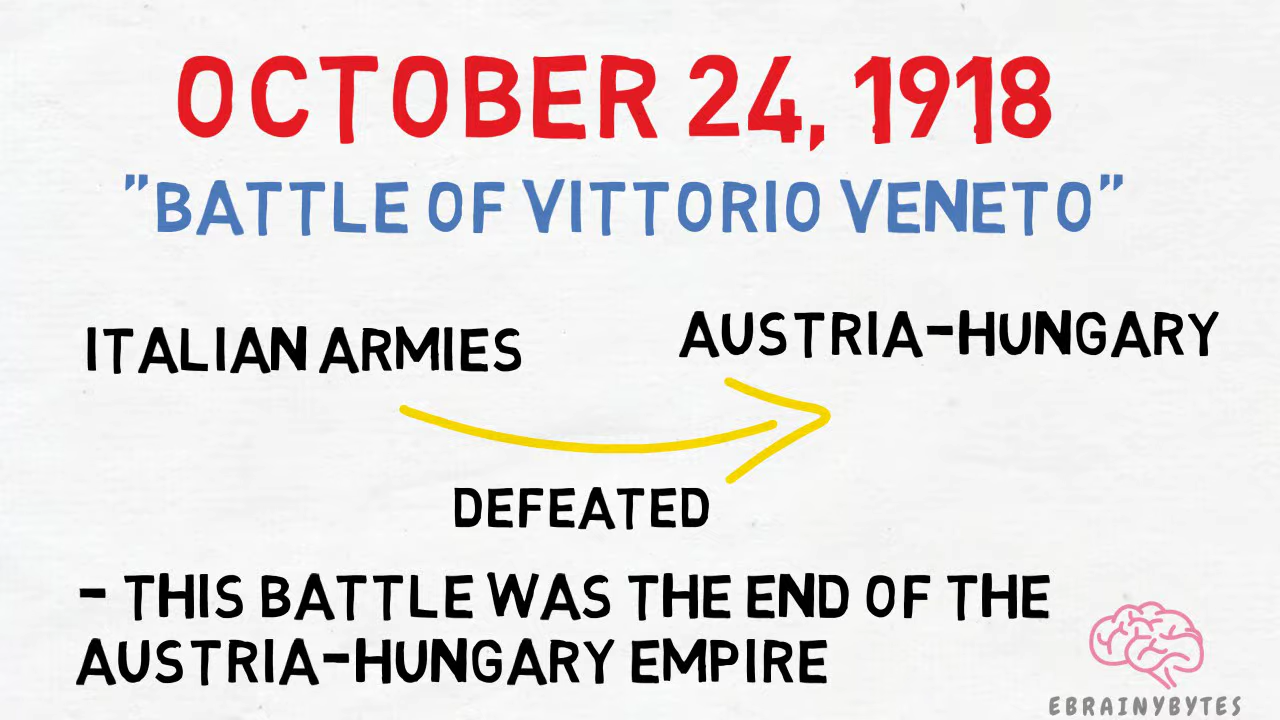 OCTOBER 24, 1918
"BATTLE OF VITTORIO VENETO"
ITALIAN ARMIES
AUSTRIA-HUNGARY
DEFEATED
- THIS BATTLE WAS THE END OF THE
AUSTRIA-HUNGARY EMPIRE
EBRAINYBYTES